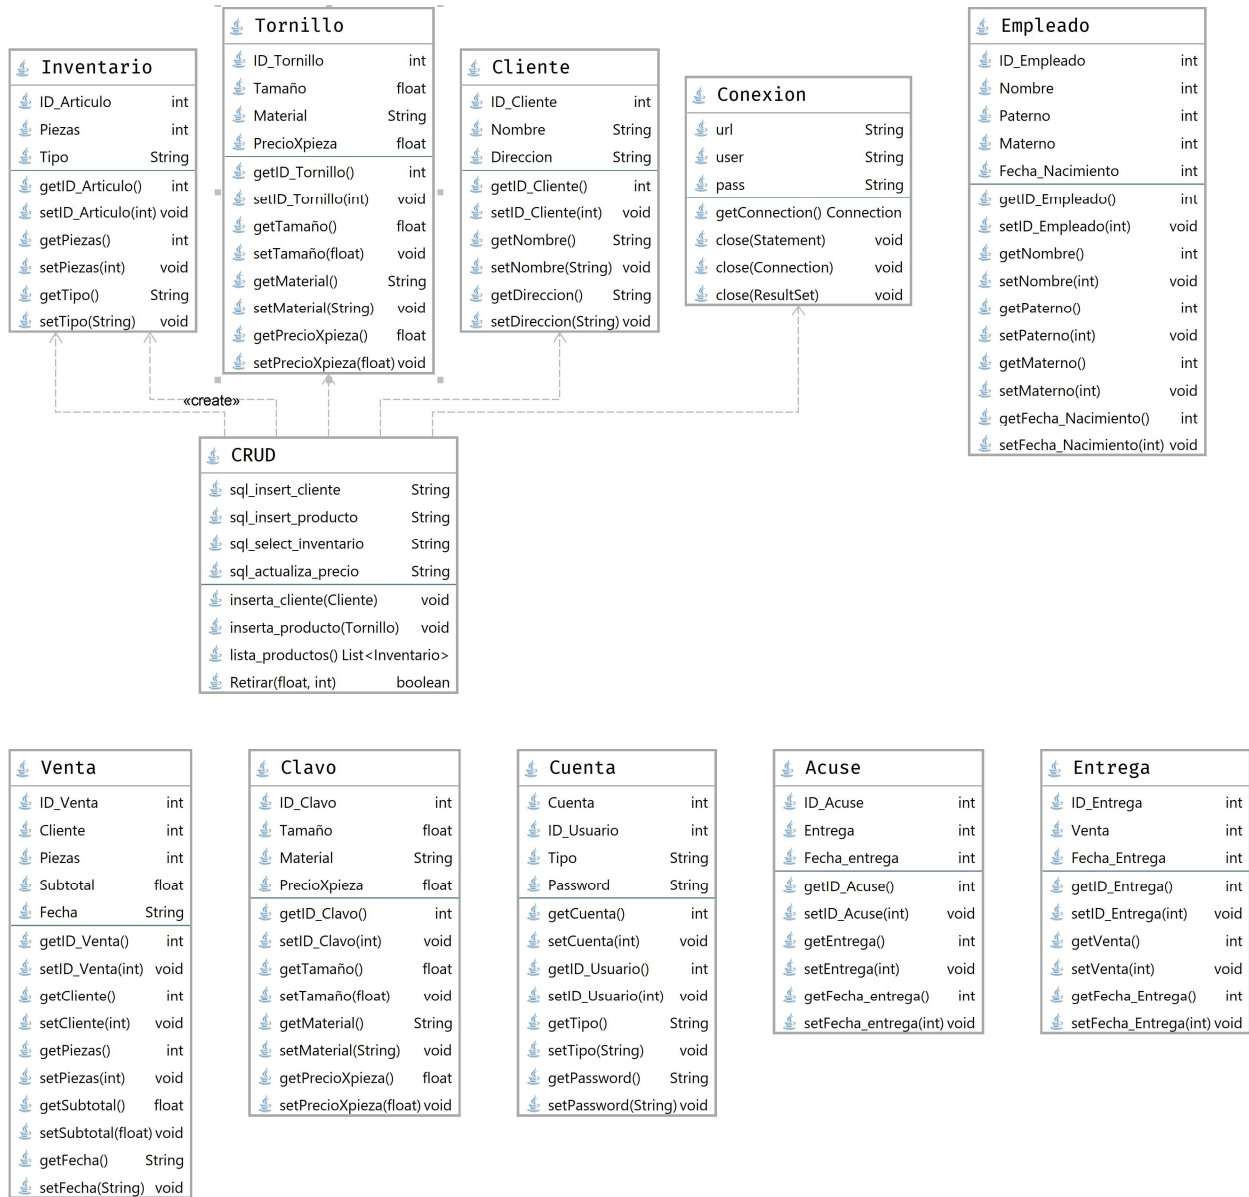 Inventario
ID_Articulo int
Piezas int
Tipo String
getID_Articulo() int
setID_Articulo(int) void
getPiezas() int
setPiezas(int) void
getTipo() String
setTipo(String) void
Tornillo
ID_Tornillo int
Tamaño float
Material String
PrecioXpieza float
getID_Tornillo() int
setID_Tornillo(int) void
getTamaño() float
setTamaño(float) void
getMaterial() String
setMaterial(String) void
getPrecioXpieza() float
setPrecioXpieza(float) void
Cliente
ID_Cliente int
Nombre String
Direccion String
getID_Cliente() int
setID_Cliente(int) void
getNombre() String
setNombre(String) void
getDireccion() String
setDireccion(String) void
Conexion
url String
user String
pass String
getConnection() Connection
close(Statement) void
close(Connection) void
close(ResultSet) void
Empleado
ID_Empleado int
Nombre int
Paterno int
Materno int
Fecha_Nacimiento int
getID_Empleado() int
setID_Empleado(int) void
getNombre() int
setNombre(int) void
getPaterno() int
setPaterno(int) void
getMaterno() int
setMaterno(int) void
getFecha_Nacimiento() int
setFecha_Nacimiento(int) void
«create»
CRUD
sql_insert_cliente String
sql_insert_producto String
sql_select_inventario String
sql_actualiza_precio String
inserta_cliente(Cliente) void
inserta_producto(Tornillo) void
lista_productos() List<Inventario>
Retirar(float, int) boolean
Venta
ID_Venta int
Cliente int
Piezas int
Subtotal float
Fecha String
getID_Venta() int
setID_Venta(int) void
getCliente() int
setCliente(int) void
getPiezas() int
setPiezas(int) void
getSubtotal() float
setSubtotal(float) void
getFecha() String
setFecha(String) void
Clavo
ID_Clavo int
Tamaño float
Material String
PrecioXpieza float
getID_Clavo() int
setID_Clavo(int) void
getTamaño() float
setTamaño(float) void
getMaterial() String
setMaterial(String) void
getPrecioXpieza() float
setPrecioXpieza(float) void
Cuenta
Cuenta int
ID_Usuario int
Tipo String
Password String
getCuenta() int
setCuenta(int) void
getID_Usuario() int
setID_Usuario(int) void
getTipo() String
setTipo(String) void
getPassword() String
setPassword(String) void
Acuse
ID_Acuse int
Entrega int
Fecha_entrega int
getID_Acuse() int
setID_Acuse(int) void
getEntrega() int
setEntrega(int) void
getFecha_entrega() int
setFecha_entrega(int) void
Entrega
ID_Entrega int
Venta int
Fecha_Entrega int
getID_Entrega() int
setID_Entrega(int) void
getVenta() int
setVenta(int) void
getFecha_Entrega() int
setFecha_Entrega(int) void